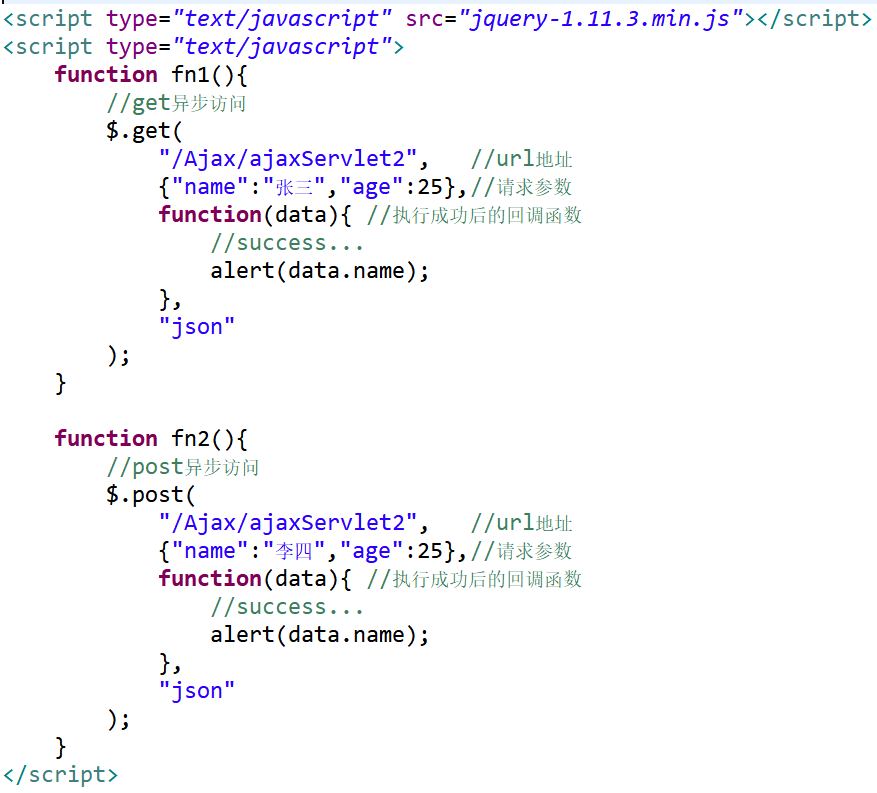 <script type="text/javascript" src="jquery-1.11.3.min.js"></script>
<script type="text/javascript">
    function fn1(){
        //get异步访问
        $.get(
            "/Ajax/ajaxServlet2",   //url地址
            {"name":"张三","age":25},//请求参数
            function(data){ //执行成功后的回调函数
                //success...
                alert(data.name);
            },
            "json"
        );
    }

    function fn2(){
        //post异步访问
        $.post(
            "/Ajax/ajaxServlet2",   //url地址
            {"name":"李四","age":25},//请求参数
            function(data){ //执行成功后的回调函数
                //success...
                alert(data.name);
            },
            "json"
        );
    }
</script>